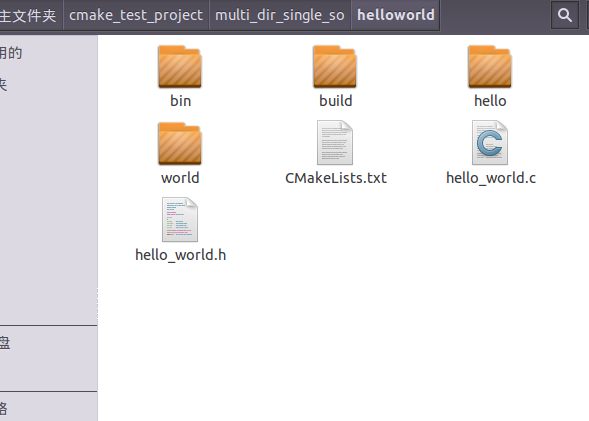 主文件夹 cmake_test_project multi_dir_single_so helloworld
用的
夹
盘
络
bin build hello
world CMakeLists.txt hello_world.c
hello_world.h